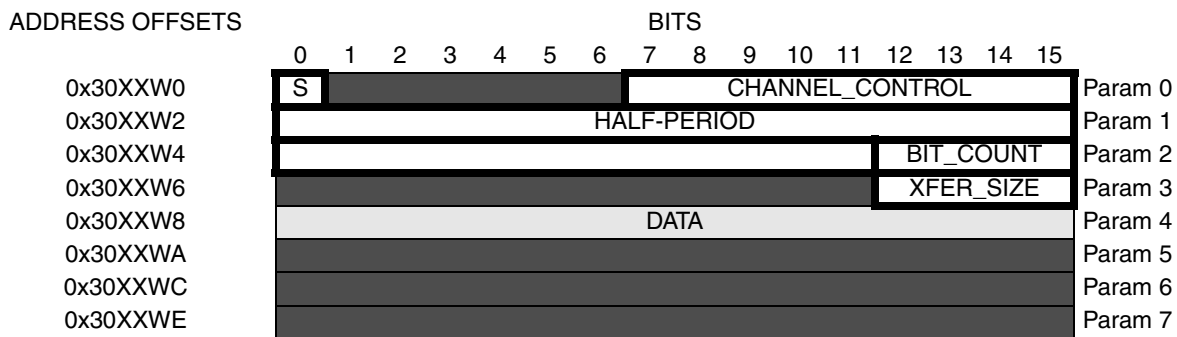 ADDRESS OFFSETS BITS
0 1 2 3 4 5 6 7 8 9 10 11 12 13 14 15
0x30XXW0 S CHANNEL_CONTROL Param 0
0x30XXW2 HALF-PERIOD Param 1
0x30XXW4 BIT_COUNT Param 2
0x30XXW6 XFER_SIZE Param 3
0x30XXW8 DATA Param 4
0x30XXWA Param 5
0x30XXWC Param 6
0x30XXWE Param 7